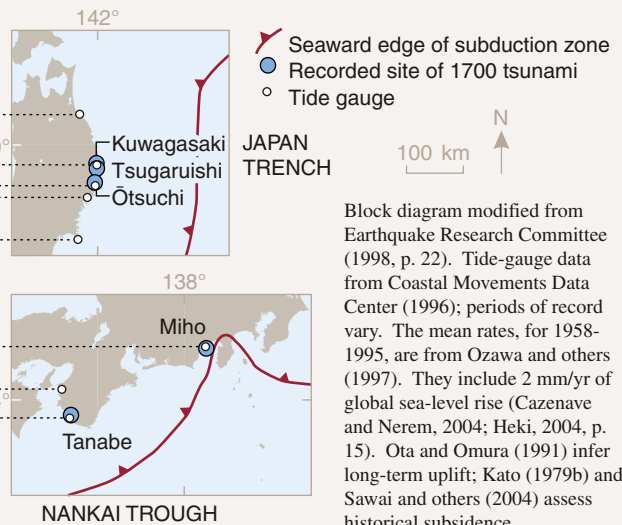 142°
Seaward edge of subduction zone
Recorded site of 1700 tsunami
Tide gauge
Kuwagasaki
Tsugaruishi
Ōtsuchi
JAPAN
TRENCH
100 km
N
138°
Miho
Tanabe
NANKAI TROUGH
Block diagram modified from
Earthquake Research Committee
(1998, p. 22). Tide-gauge data
from Coastal Movements Data
Center (1996); periods of record
vary. The mean rates, for 1958-
1995, are from Ozawa and others
(1997). They include 2 mm/yr of
global sea-level rise (Cazenave
and Nerem, 2004; Heki, 2004, p.
15). Ota and Omura (1991) infer
long-term uplift; Kato (1979b) and
Sawai and others (2004) assess
historical subsidence